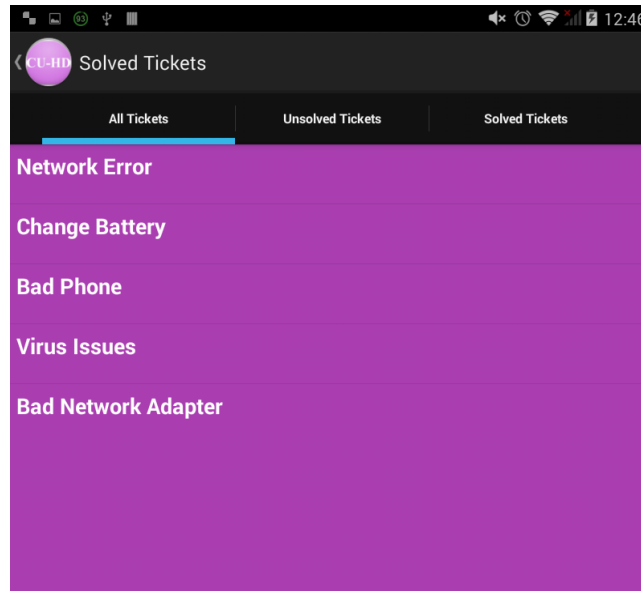 93
12:46
CU-HD
Solved Tickets
All Tickets
Unsolved Tickets
Solved Tickets
Network Error
Change Battery
Bad Phone
Virus Issues
Bad Network Adapter